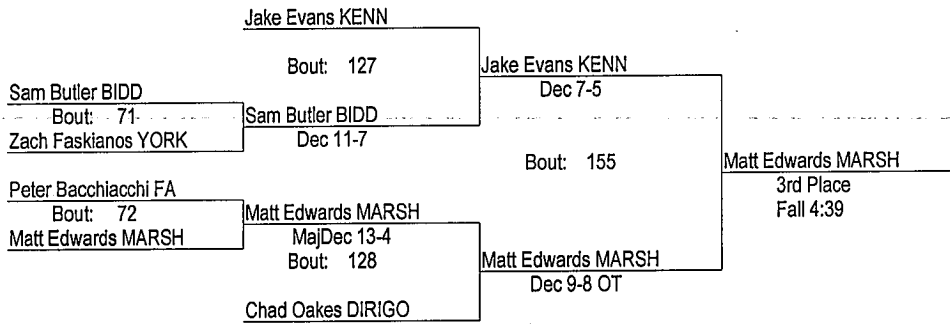 Jake Evans KENN
Bout: 127
Jake Evans KENN
Dec 7-5
Sam Butler BIDD
Bout: 71
Sam Butler BIDD
Zach Faskianos YORK
Dec 11-7
Bout: 155
Matt Edwards MARSH
3rd Place
Fall 4:39
Peter Bacchiacchi FA
Bout: 72
Matt Edwards MARSH
Matt Edwards MARSH
MajDec 13-4
Bout: 128
Matt Edwards MARSH
Dec 9-8 OT
Chad Oakes DIRIGO